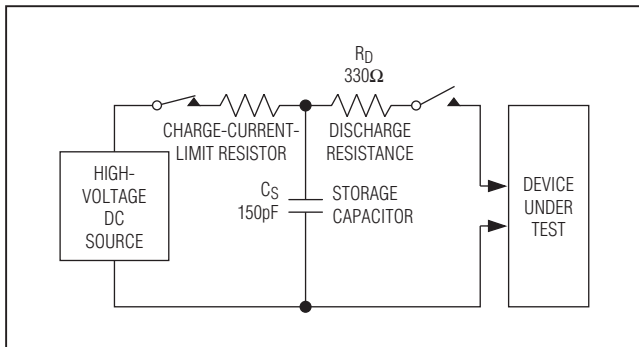 R_D
330Ω
CHARGE-CURRENT-
LIMIT RESISTOR
DISCHARGE
RESISTANCE
HIGH-
VOLTAGE
DC
SOURCE
C_S
150pF
STORAGE
CAPACITOR
DEVICE
UNDER
TEST